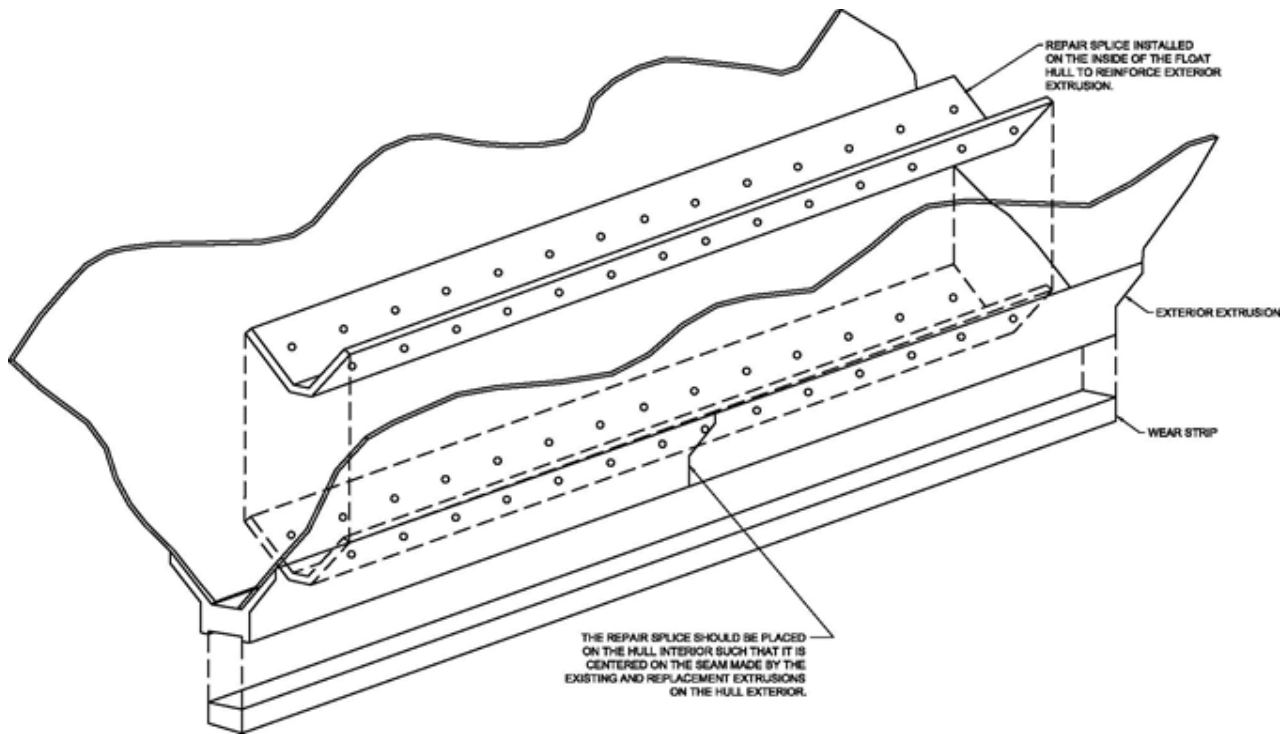 REPAIR SPLICE INSTALLED
ON THE INSIDE OF THE FLOAT
HULL TO REINFORCE EXTERIOR
EXTRUSION.
EXTERIOR EXTRUSION
WEAR STRIP
THE REPAIR SPLICE SHOULD BE PLACED
ON THE HULL INTERIOR SUCH THAT IT IS
CENTERED ON THE SEAM MADE BY THE
EXISTING AND REPLACEMENT EXTRUSIONS
ON THE HULL EXTERIOR.